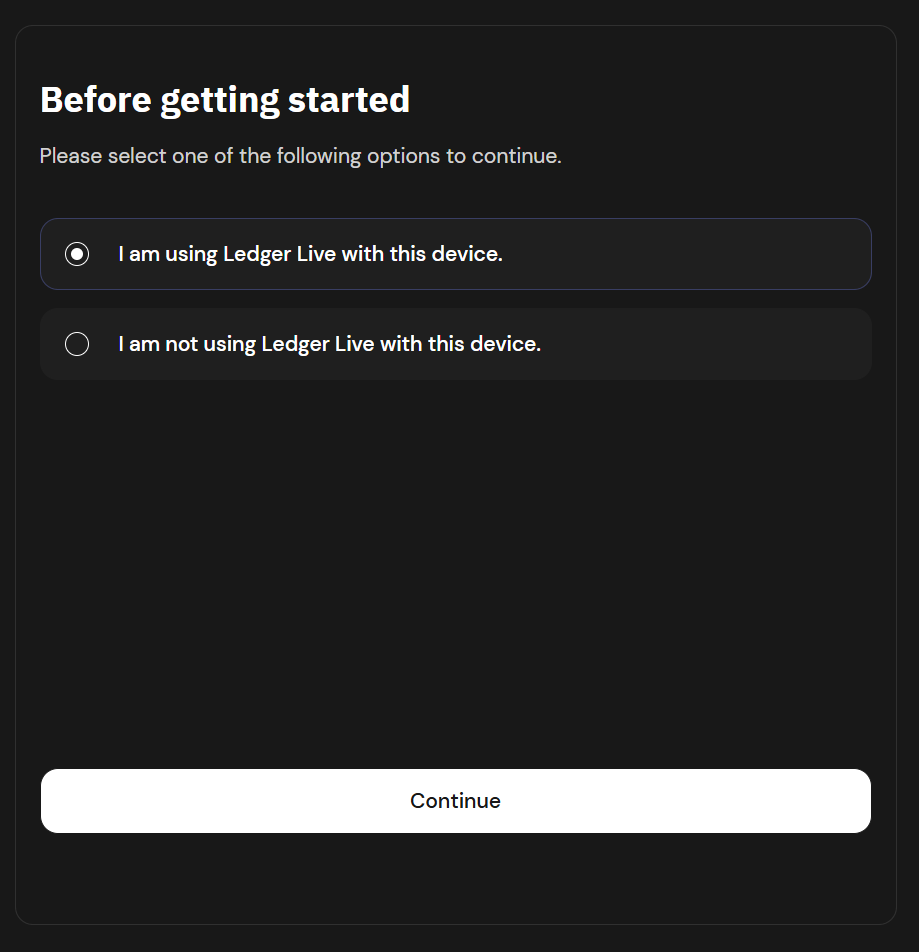 Before getting started
Please select one of the following options to continue.
I am using Ledger Live with this device.
I am not using Ledger Live with this device.
Continue